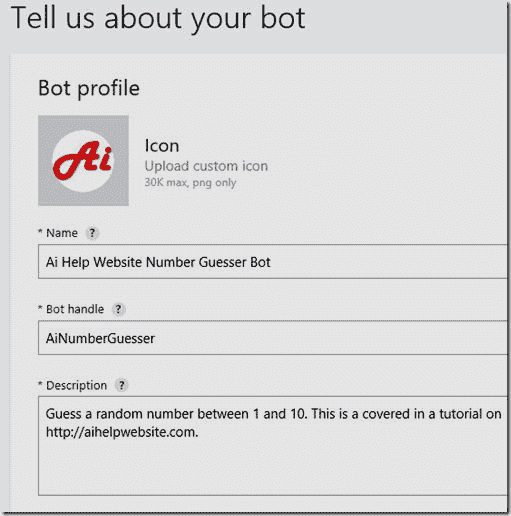 Tell us about your bot
Bot profile
Ai
Icon
Upload custom icon
30K max, png only
* Name ?
Ai Help Website Number Guesser Bot
* Bot handle ?
AiNumberGuesser
* Description ?
Guess a random number between 1 and 10. This is a covered in a tutorial on
http://aihelpwebsite.com.